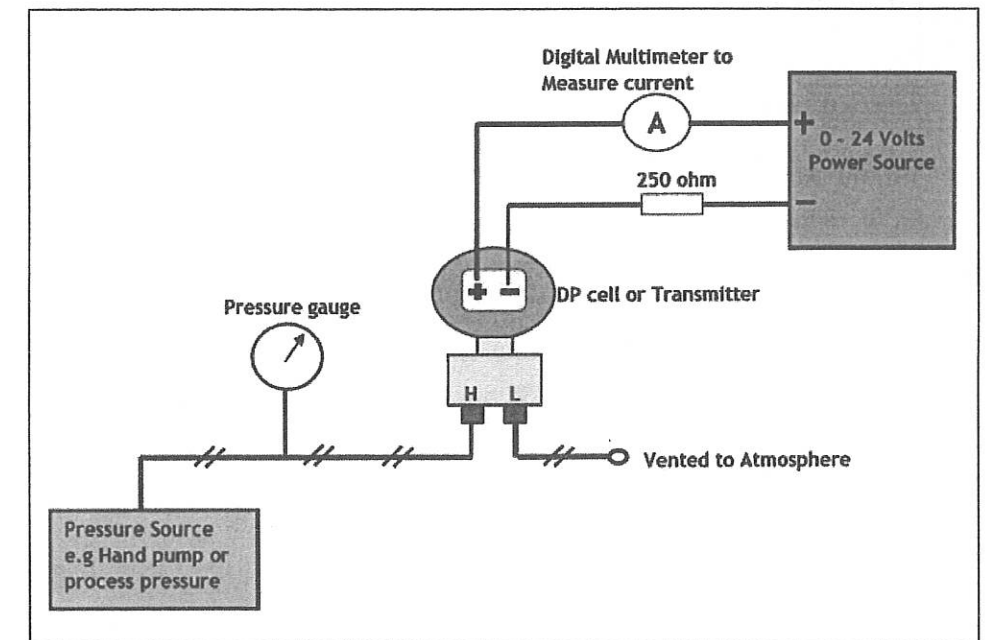 Digital Multimeter to
Measure current
A
+
0 - 24 Volts
Power Source
250 ohm
−
+ −
DP cell or Transmitter
Pressure gauge
H L
Vented to Atmosphere
Pressure Source
e.g Hand pump or
process pressure